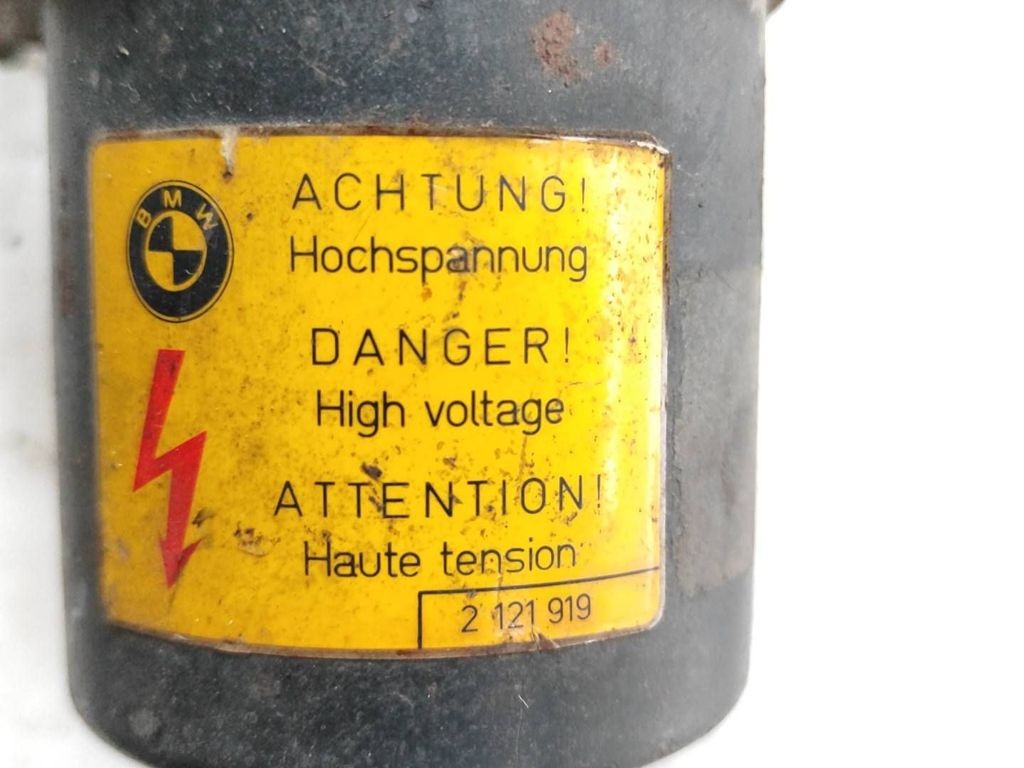 BMW
ACHTUNG!
Hochspannung
DANGER!
High voltage
ATTENTION!
Haute tension
2 121 919